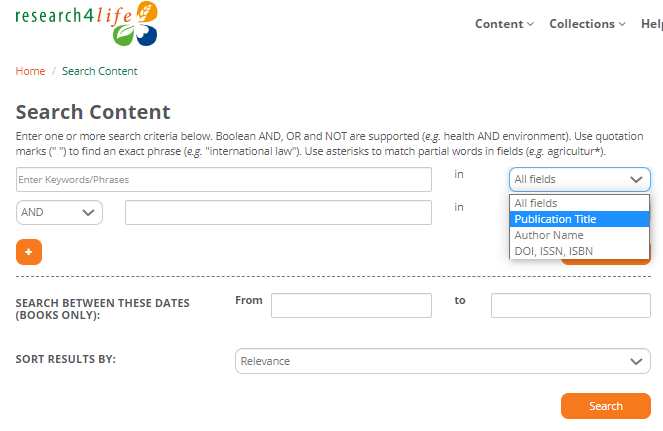 research4life
Content Collections
Home / Search Content
Search Content
Enter one or more search criteria below. Boolean AND, OR and NOT are supported (e.g. health AND environment). Use quotation
marks (" ") to find an exact phrase (e.g. "international law"). Use asterisks to match partial words in fields (e.g. agricultur*).
Enter Keywords/Phrases in All fields
AND in
All fields
Publication Title
Author Name
DOI, ISSN, ISBN
+
SEARCH BETWEEN THESE DATES
(BOOKS ONLY):
From to
SORT RESULTS BY: Relevance
Search